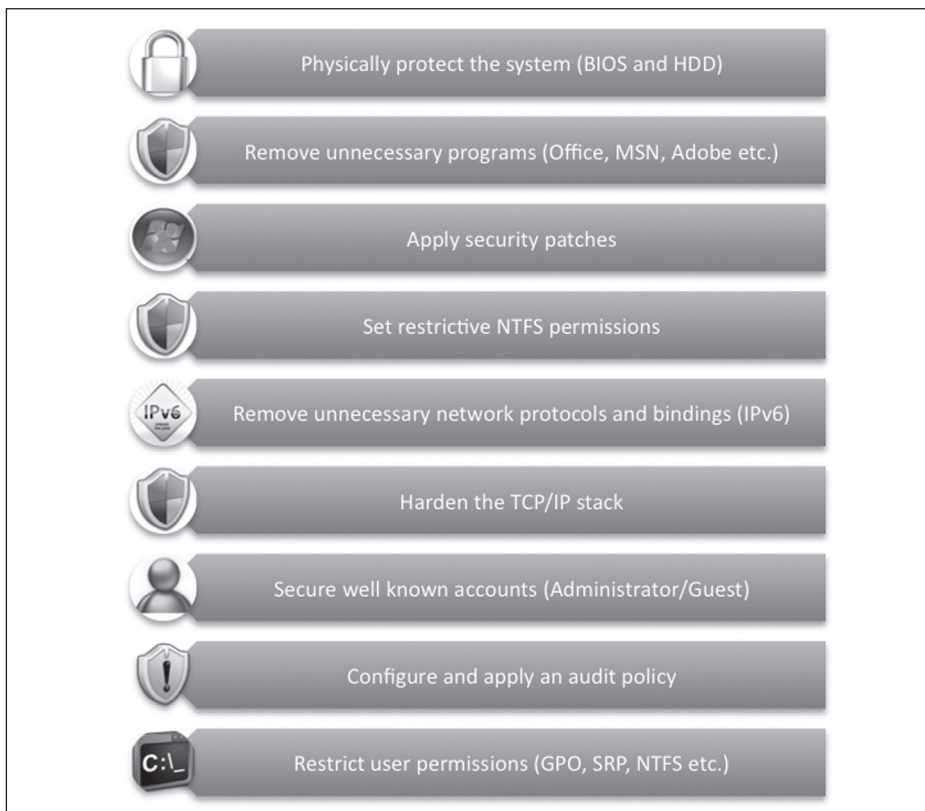 Physically protect the system (BIOS and HDD)
Remove unnecessary programs (Office, MSN, Adobe etc.)
Apply security patches
Set restrictive NTFS permissions
IPv6
Remove unnecessary network protocols and bindings (IPv6)
Harden the TCP/IP stack
Secure well known accounts (Administrator/Guest)
Configure and apply an audit policy
C:\_
Restrict user permissions (GPO, SRP, NTFS etc.)